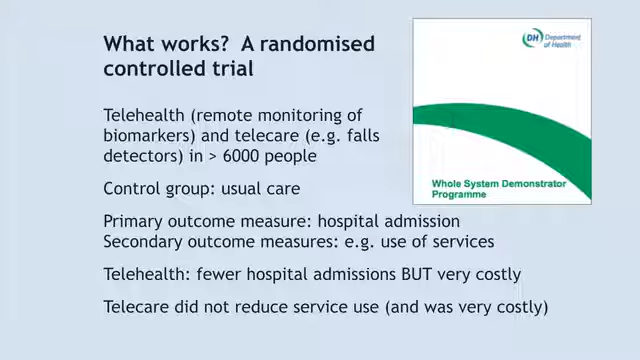 What works?  A randomised
controlled trial
DH Department
of Health
Telehealth (remote monitoring of
biomarkers) and telecare (e.g. falls
detectors) in > 6000 people
Whole System Demonstrator
Programme
Control group: usual care
Primary outcome measure: hospital admission
Secondary outcome measures: e.g. use of services
Telehealth: fewer hospital admissions BUT very costly
Telecare did not reduce service use (and was very costly)